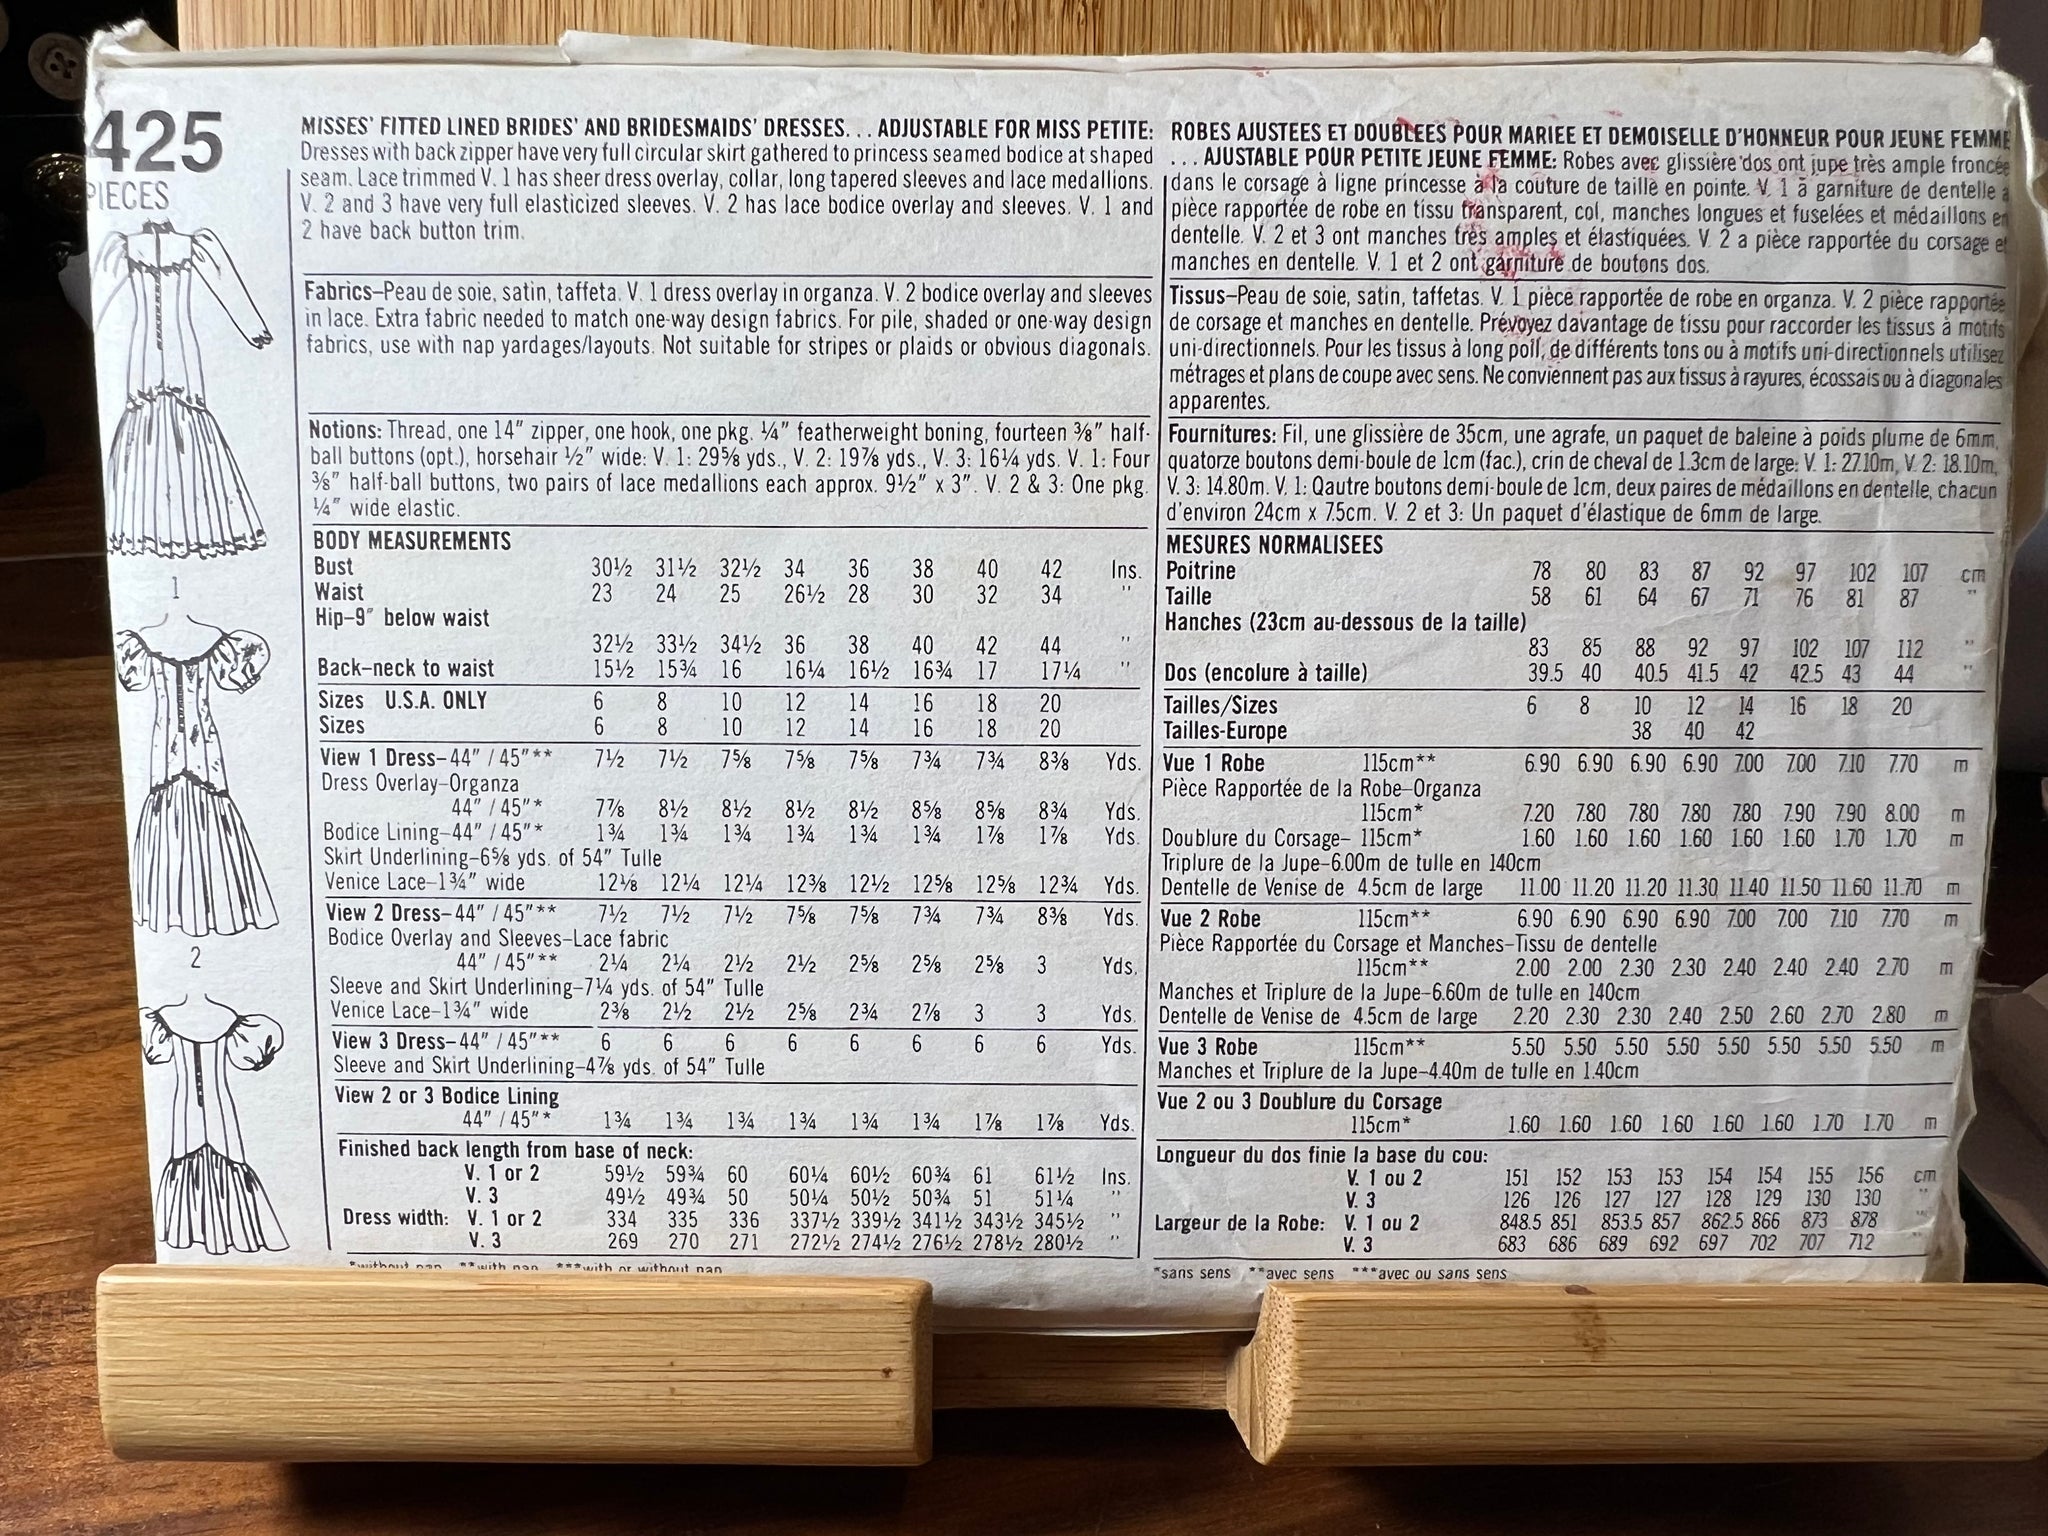 425
PIECES
1
2
MISSES' FITTED LINED BRIDES' AND BRIDESMAIDS' DRESSES. . . ADJUSTABLE FOR MISS PETITE:
Dresses with back zipper have very full circular skirt gathered to princess seamed bodice at shaped
seam. Lace trimmed V. 1 has sheer dress overlay, collar, long tapered sleeves and lace medallions.
V. 2 and 3 have very full elasticized sleeves. V. 2 has lace bodice overlay and sleeves. V. 1 and
2 have back button trim.
Fabrics–Peau de soie, satin, taffeta. V. 1 dress overlay in organza. V. 2 bodice overlay and sleeves
in lace. Extra fabric needed to match one-way design fabrics. For pile, shaded or one-way design
fabrics, use with nap yardages/layouts. Not suitable for stripes or plaids or obvious diagonals.
Notions: Thread, one 14" zipper, one hook, one pkg. ¼" featherweight boning, fourteen ⅜" half-
ball buttons (opt.), horsehair ½" wide: V. 1: 29⅝ yds., V. 2: 19⅞ yds., V. 3: 16¼ yds. V. 1: Four
⅜" half-ball buttons, two pairs of lace medallions each approx. 9½" x 3". V. 2 & 3: One pkg.
¼" wide elastic.
BODY MEASUREMENTS
Bust 30½ 31½ 32½ 34 36 38 40 42 Ins.
Waist 23 24 25 26½ 28 30 32 34 "
Hip–9" below waist
32½ 33½ 34½ 36 38 40 42 44 "
Back–neck to waist 15½ 15¾ 16 16¼ 16½ 16¾ 17 17¼ "
Sizes U.S.A. ONLY 6 8 10 12 14 16 18 20
Sizes 6 8 10 12 14 16 18 20
View 1 Dress–44" / 45"** 7½ 7½ 7⅝ 7⅝ 7⅝ 7¾ 7¾ 8⅜ Yds.
Dress Overlay–Organza
44" / 45"* 7⅞ 8½ 8½ 8½ 8½ 8⅝ 8⅝ 8¾ Yds.
Bodice Lining–44" / 45"* 1¾ 1¾ 1¾ 1¾ 1¾ 1¾ 1⅞ 1⅞ Yds.
Skirt Underlining–6⅝ yds. of 54" Tulle
Venice Lace–1¾" wide 12⅛ 12¼ 12¼ 12⅜ 12½ 12⅝ 12⅝ 12¾ Yds.
View 2 Dress–44" / 45"** 7½ 7½ 7½ 7⅝ 7⅝ 7¾ 7¾ 8⅜ Yds.
Bodice Overlay and Sleeves–Lace fabric
44" / 45"** 2¼ 2¼ 2½ 2½ 2⅝ 2⅝ 2⅝ 3 Yds.
Sleeve and Skirt Underlining–7¼ yds. of 54" Tulle
Venice Lace–1¾" wide 2⅜ 2½ 2½ 2⅝ 2¾ 2⅞ 3 3 Yds.
View 3 Dress–44" / 45"** 6 6 6 6 6 6 6 6 Yds.
Sleeve and Skirt Underlining–4⅞ yds. of 54" Tulle
View 2 or 3 Bodice Lining
44" / 45"* 1¾ 1¾ 1¾ 1¾ 1¾ 1¾ 1⅞ 1⅞ Yds.
Finished back length from base of neck:
V. 1 or 2 59½ 59¾ 60 60¼ 60½ 60¾ 61 61½ Ins.
V. 3 49½ 49¾ 50 50¼ 50½ 50¾ 51 51¼ "
Dress width: V. 1 or 2 334 335 336 337½ 339½ 341½ 343½ 345½ "
V. 3 269 270 271 272½ 274½ 276½ 278½ 280½ "
*without nap **with nap ***with or without nap
ROBES AJUSTEES ET DOUBLEES POUR MARIEE ET DEMOISELLE D'HONNEUR POUR JEUNE FEMME
. . . AJUSTABLE POUR PETITE JEUNE FEMME: Robes avec glissière dos ont jupe très ample froncée
dans le corsage à ligne princesse à la couture de taille en pointe. V. 1 à garniture de dentelle a
pièce rapportée de robe en tissu transparent, col, manches longues et fuselées et médaillons en
dentelle. V. 2 et 3 ont manches très amples et élastiquées. V. 2 a pièce rapportée du corsage et
manches en dentelle. V. 1 et 2 ont garniture de boutons dos.
Tissus–Peau de soie, satin, taffetas. V. 1 pièce rapportée de robe en organza. V. 2 pièce rapportée
de corsage et manches en dentelle. Prévoyez davantage de tissu pour raccorder les tissus à motifs
uni-directionnels. Pour les tissus à long poil, de différents tons ou à motifs uni-directionnels utilisez
métrages et plans de coupe avec sens. Ne conviennent pas aux tissus à rayures, écossais ou à diagonales
apparentes.
Fournitures: Fil, une glissière de 35cm, une agrafe, un paquet de baleine à poids plume de 6mm,
quatorze boutons demi-boule de 1cm (fac.), crin de cheval de 1.3cm de large: V. 1: 27.10m, V. 2: 18.10m,
V. 3: 14.80m. V. 1: Qautre boutons demi-boule de 1cm, deux paires de médaillons en dentelle, chacun
d'environ 24cm x 7.5cm. V. 2 et 3: Un paquet d'élastique de 6mm de large.
MESURES NORMALISEES
Poitrine 78 80 83 87 92 97 102 107 cm
Taille 58 61 64 67 71 76 81 87 "
Hanches (23cm au-dessous de la taille)
83 85 88 92 97 102 107 112 "
Dos (encolure à taille) 39.5 40 40.5 41.5 42 42.5 43 44 "
Tailles/Sizes 6 8 10 12 14 16 18 20
Tailles-Europe 38 40 42
Vue 1 Robe 115cm** 6.90 6.90 6.90 6.90 7.00 7.00 7.10 7.70 m
Pièce Rapportée de la Robe–Organza
115cm* 7.20 7.80 7.80 7.80 7.80 7.90 7.90 8.00 m
Doublure du Corsage– 115cm* 1.60 1.60 1.60 1.60 1.60 1.60 1.70 1.70 m
Triplure de la Jupe–6.00m de tulle en 140cm
Dentelle de Venise de 4.5cm de large 11.00 11.20 11.20 11.30 11.40 11.50 11.60 11.70 m
Vue 2 Robe 115cm** 6.90 6.90 6.90 6.90 7.00 7.00 7.10 7.70 m
Pièce Rapportée du Corsage et Manches–Tissu de dentelle
115cm** 2.00 2.00 2.30 2.30 2.40 2.40 2.40 2.70 m
Manches et Triplure de la Jupe–6.60m de tulle en 140cm
Dentelle de Venise de 4.5cm de large 2.20 2.30 2.30 2.40 2.50 2.60 2.70 2.80 m
Vue 3 Robe 115cm** 5.50 5.50 5.50 5.50 5.50 5.50 5.50 5.50 m
Manches et Triplure de la Jupe–4.40m de tulle en 1.40cm
Vue 2 ou 3 Doublure du Corsage
115cm* 1.60 1.60 1.60 1.60 1.60 1.60 1.70 1.70 m
Longueur du dos finie la base du cou:
V. 1 ou 2 151 152 153 153 154 154 155 156 cm
V. 3 126 126 127 127 128 129 130 130 "
Largeur de la Robe: V. 1 ou 2 848.5 851 853.5 857 862.5 866 873 878 "
V. 3 683 686 689 692 697 702 707 712 "
*sans sens **avec sens ***avec ou sans sens